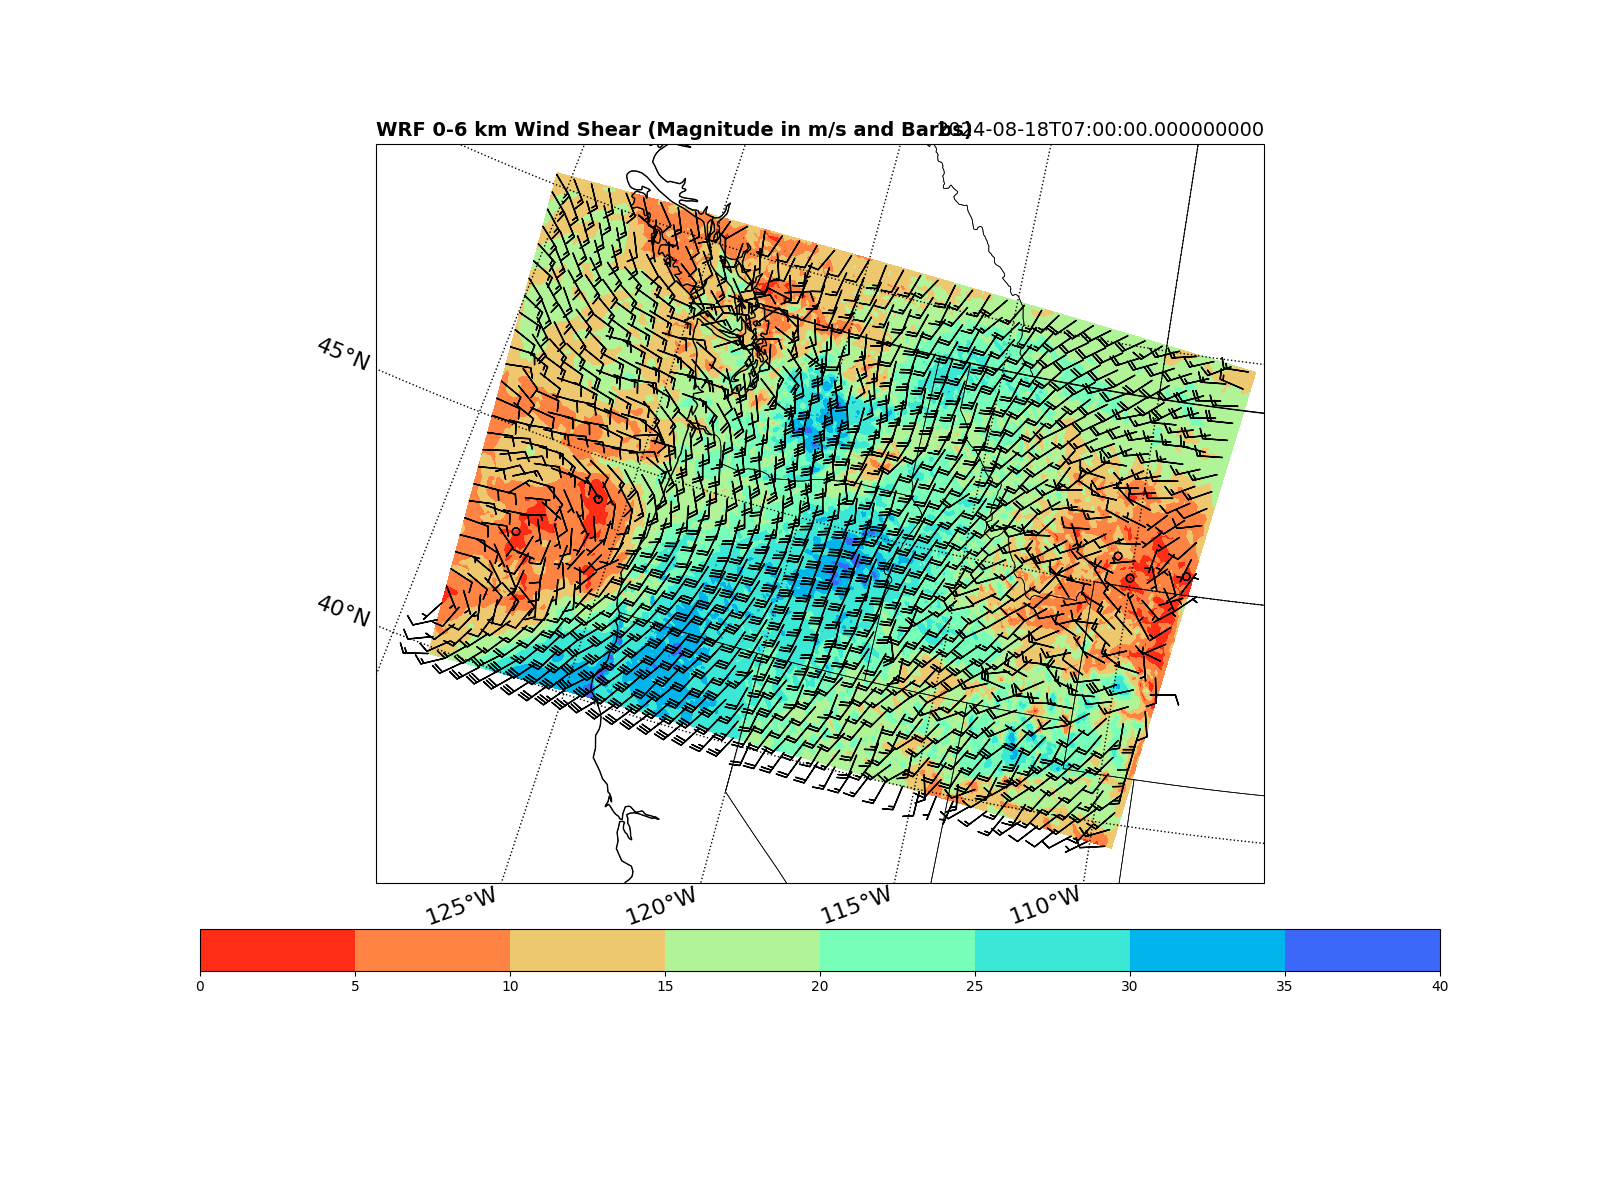 WRF 0-6 km Wind Shear (Magnitude in m/s and Barbs)
2024-08-18T07:00:00.000000000
45°N
40°N
125°W 120°W 115°W 110°W
0 5 10 15 20 25 30 35 40